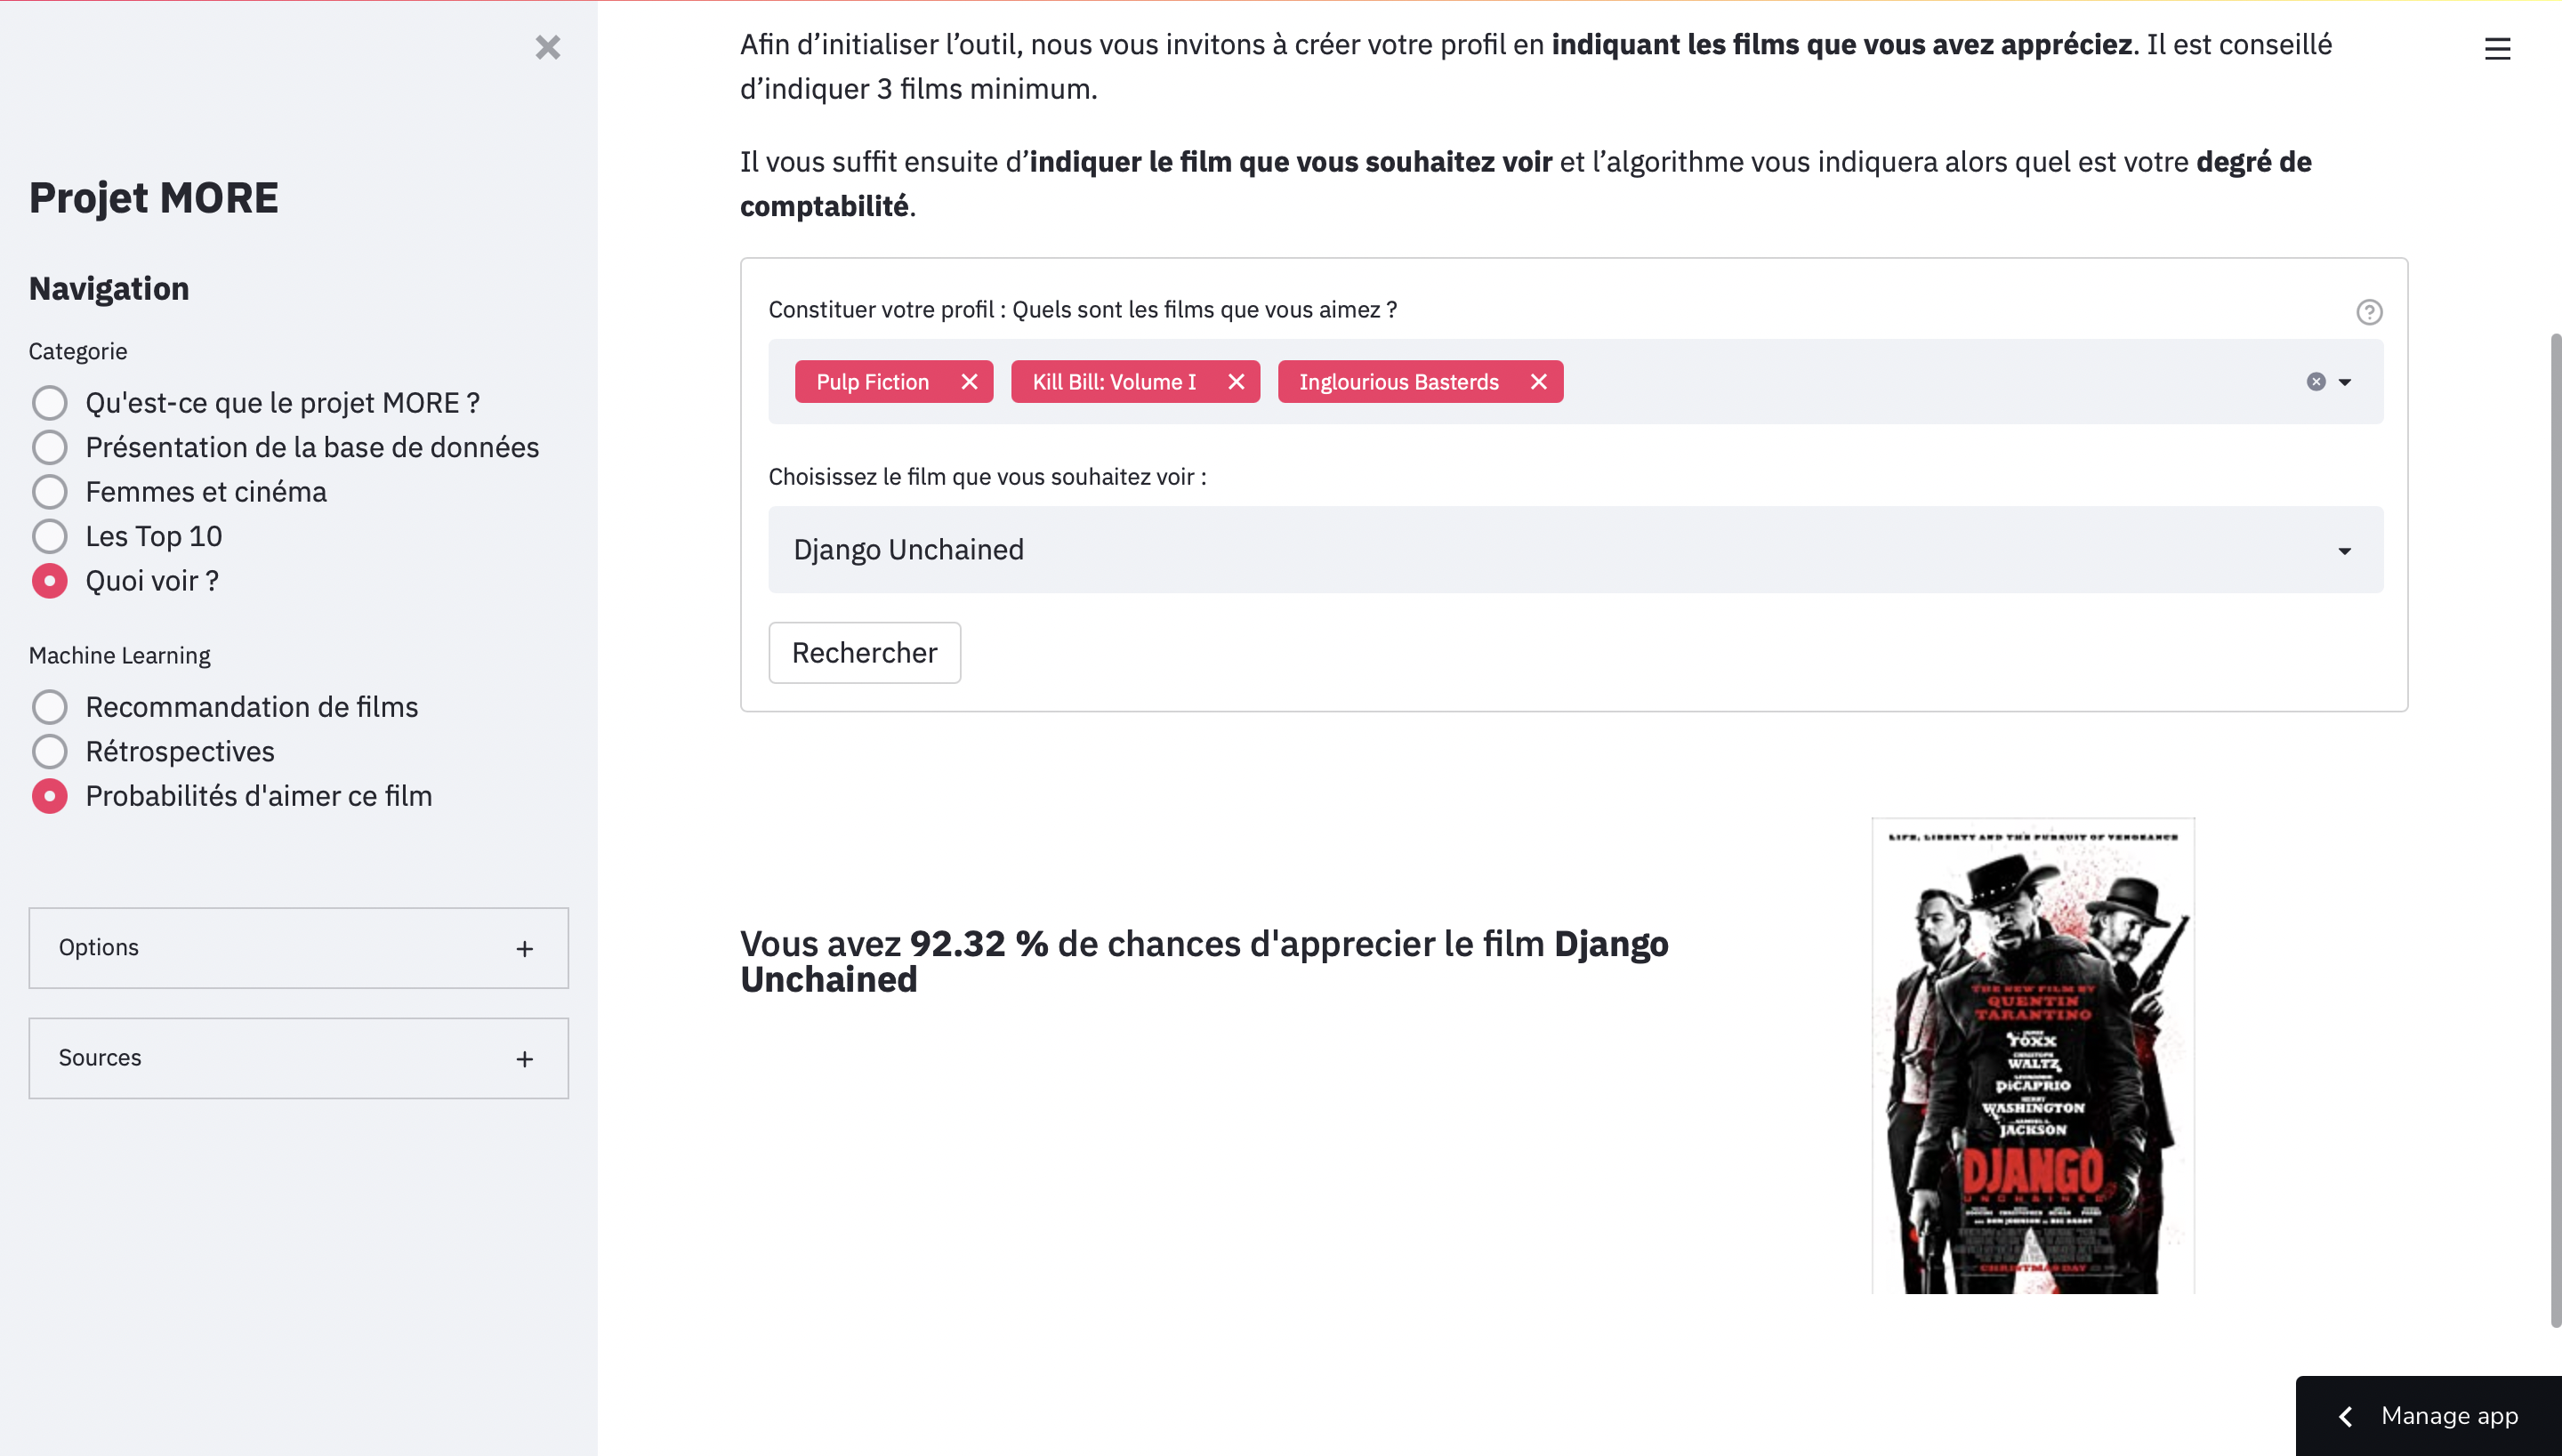 Projet MORE
Navigation
Categorie
Qu'est-ce que le projet MORE ?
Présentation de la base de données
Femmes et cinéma
Les Top 10
Quoi voir ?
Machine Learning
Recommandation de films
Rétrospectives
Probabilités d'aimer ce film
Options
Sources
Afin d’initialiser l’outil, nous vous invitons à créer votre profil en indiquant les films que vous avez appréciez. Il est conseillé
d’indiquer 3 films minimum.
Il vous suffit ensuite d’indiquer le film que vous souhaitez voir et l’algorithme vous indiquera alors quel est votre degré de
comptabilité.
Constituer votre profil : Quels sont les films que vous aimez ?
Pulp Fiction Kill Bill: Volume I Inglourious Basterds
Choisissez le film que vous souhaitez voir :
Django Unchained
Rechercher
Vous avez 92.32 % de chances d'apprecier le film Django
Unchained
LIFE, LIBERTY AND THE PURSUIT OF VENGEANCE
THE NEW FILM BY
QUENTIN
TARANTINO
FOXX
WALTZ
DiCAPRIO
WASHINGTON
JACKSON
DJANGO
UNCHAINED
CHRISTMAS DAY
Manage app